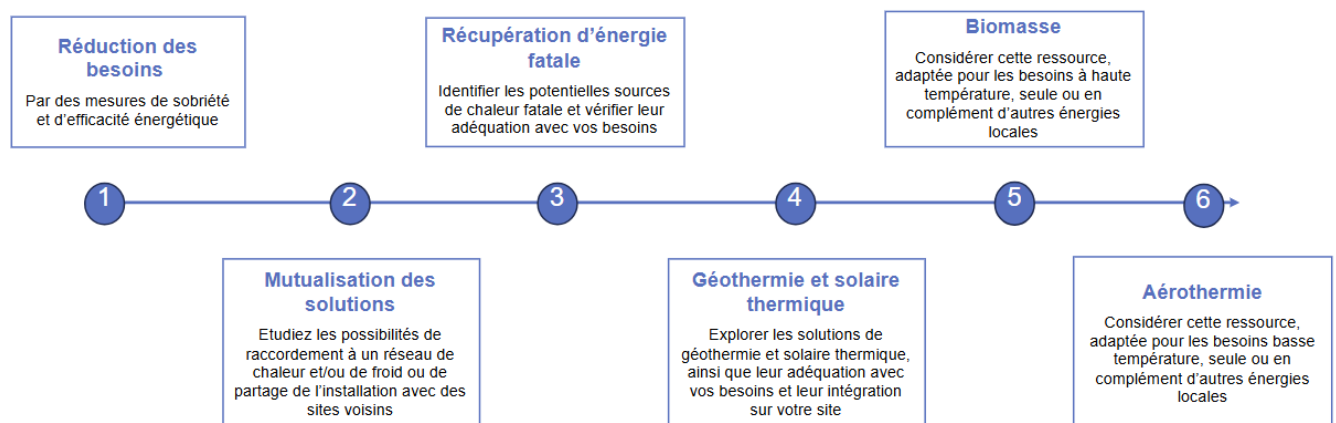 Réduction des
besoins
Par des mesures de sobriété
et d'efficacité énergétique
Récupération d'énergie
fatale
Identifier les potentielles sources
de chaleur fatale et vérifier leur
adéquation avec vos besoins
Biomasse
Considérer cette ressource,
adaptée pour les besoins à haute
température, seule ou en
complément d'autres énergies
locales
1
2
3
4
5
6
Mutualisation des
solutions
Etudiez les possibilités de
raccordement à un réseau de
chaleur et/ou de froid ou de
partage de l'installation avec des
sites voisins
Géothermie et solaire
thermique
Explorer les solutions de
géothermie et solaire thermique,
ainsi que leur adéquation avec
vos besoins et leur intégration
sur votre site
Aérothermie
Considérer cette ressource,
adaptée pour les besoins basse
température, seule ou en
complément d'autres énergies
locales